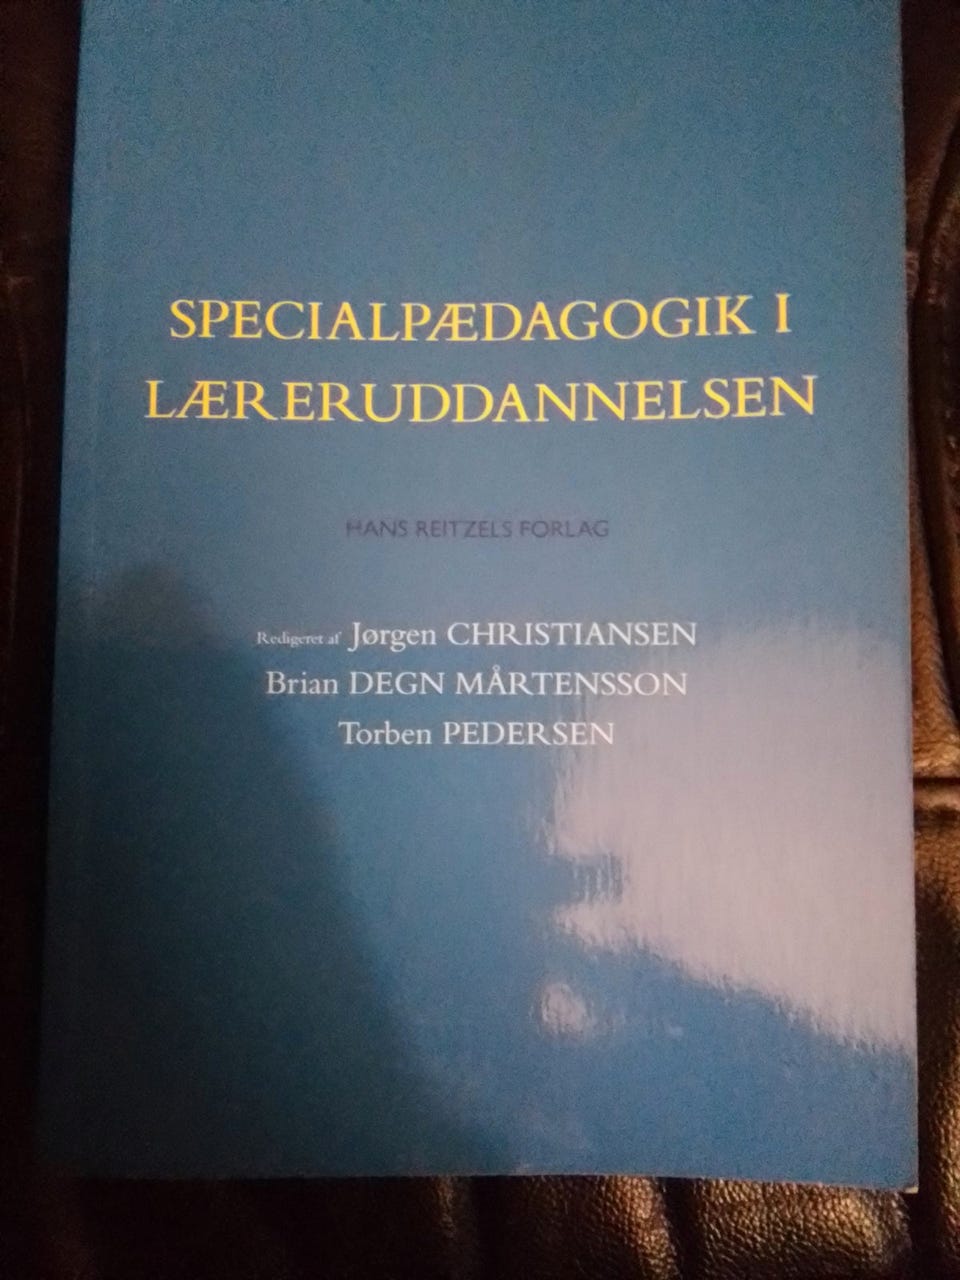 SPECIALPÆDAGOGIK I
LÆRERUDDANNELSEN
HANS REITZELS FORLAG
Redigeret af Jørgen CHRISTIANSEN
Brian DEGN MÅRTENSSON
Torben PEDERSEN